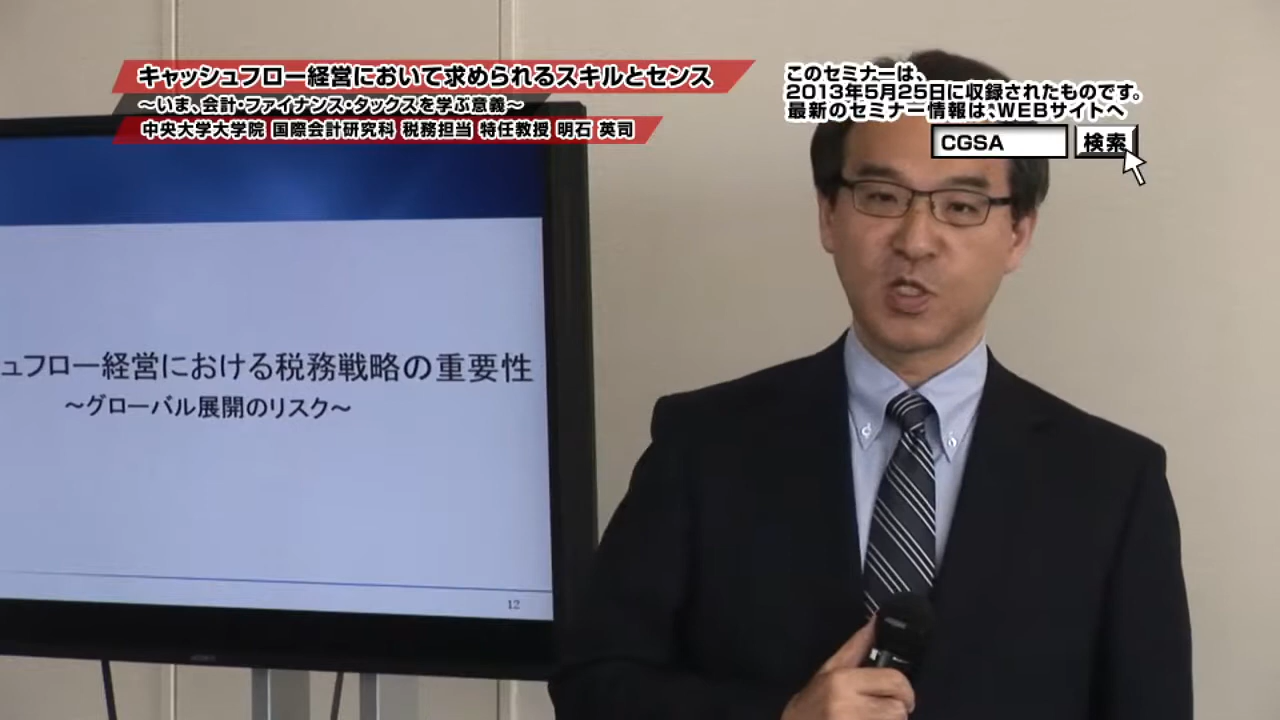 キャッシュフロー経営において求められるスキルとセンス
～いま、会計・ファイナンス・タックスを学ぶ意義～
中央大学大学院 国際会計研究科 税務担当 特任教授 明石 英司
このセミナーは、
2013年5月25日に収録されたものです。
最新のセミナー情報は、WEBサイトへ
CGSA 検索
ュフロー経営における税務戦略の重要性
～グローバル展開のリスク～
12